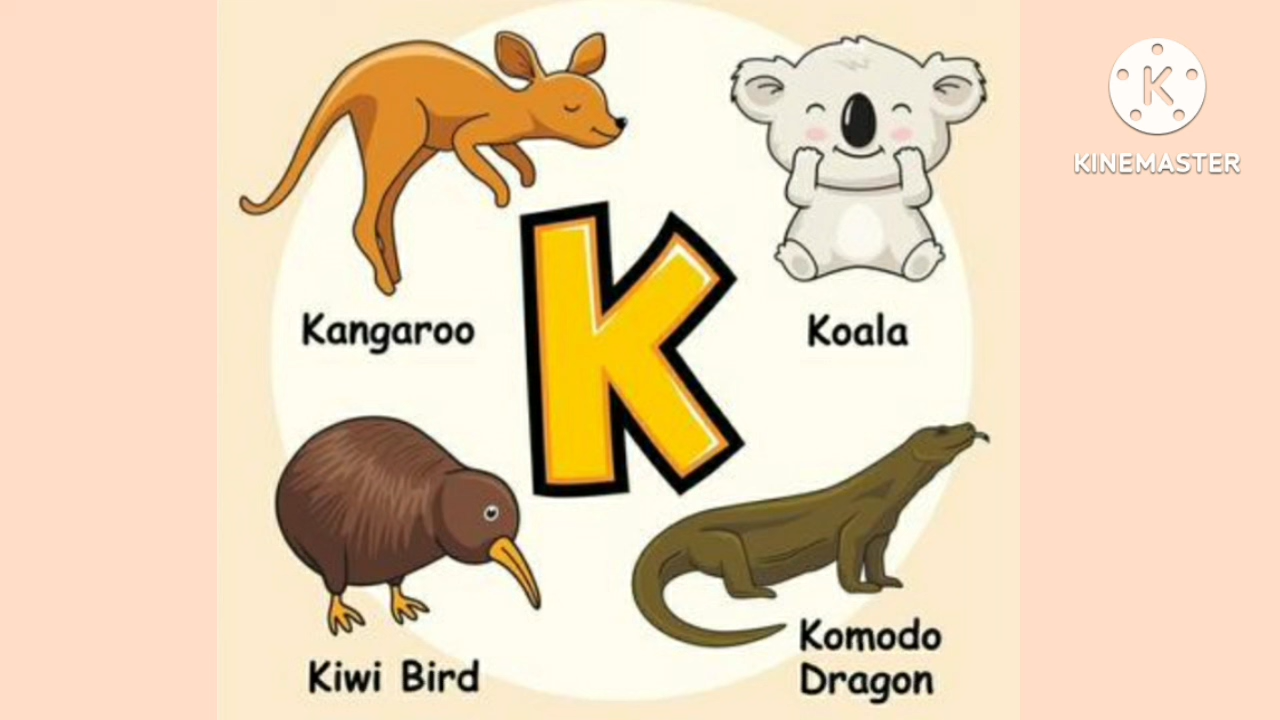 K
KINEMASTER
Kangaroo
K
Koala
Kiwi Bird
Komodo
Dragon